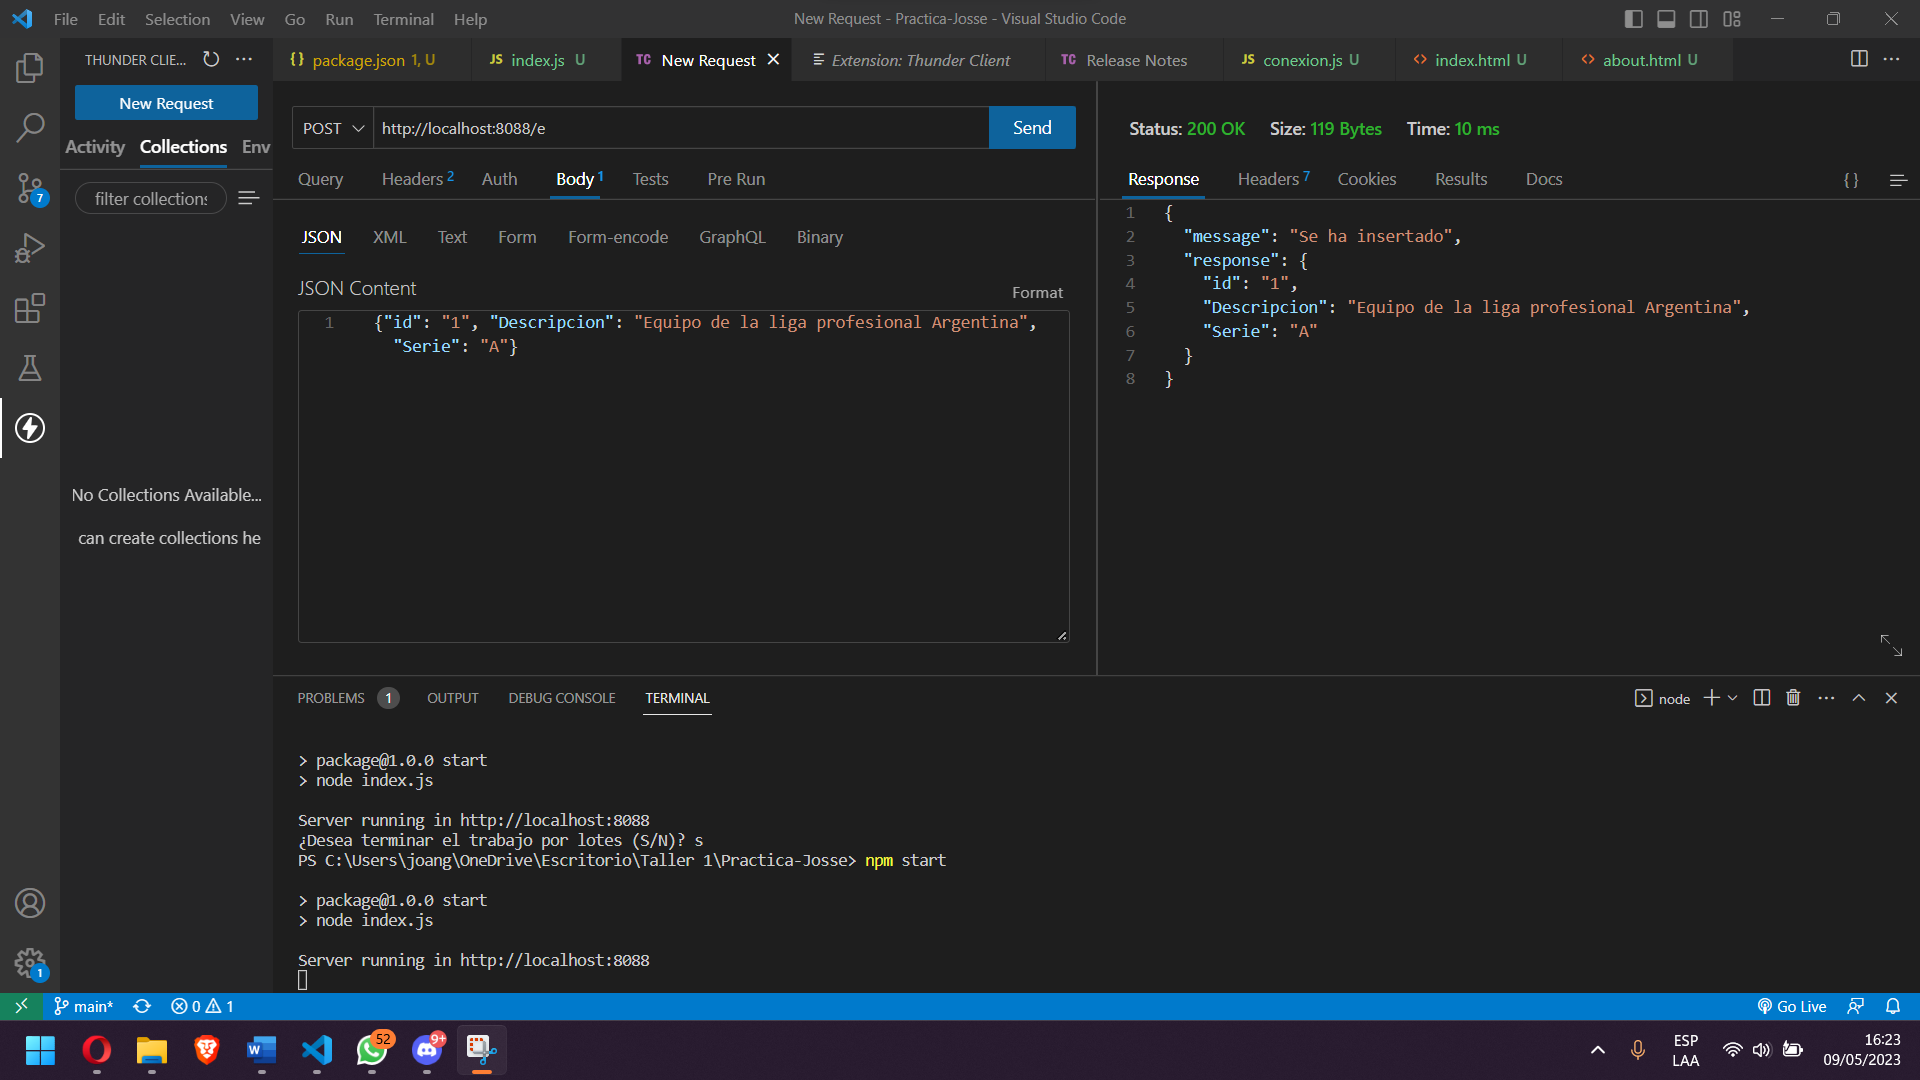 File Edit Selection View Go Run Terminal Help
New Request - Practica-Josse - Visual Studio Code
THUNDER CLIE...
{} package.json 1, U
JS index.js U
TC New Request
Extension: Thunder Client
TC Release Notes
JS conexion.js U
<> index.html U
<> about.html U
New Request
Activity Collections Env
filter collections
No Collections Available...
can create collections he
7
1
POST http://localhost:8088/e Send
Query Headers 2 Auth Body 1 Tests Pre Run
JSON XML Text Form Form-encode GraphQL Binary
JSON Content
Format
1 {"id": "1", "Descripcion": "Equipo de la liga profesional Argentina",
"Serie": "A"}
Status: 200 OK Size: 119 Bytes Time: 10 ms
Response Headers 7 Cookies Results Docs {}
1 {
2 "message": "Se ha insertado",
3 "response": {
4 "id": "1",
5 "Descripcion": "Equipo de la liga profesional Argentina",
6 "Serie": "A"
7 }
8 }
PROBLEMS 1 OUTPUT DEBUG CONSOLE TERMINAL
node
> package@1.0.0 start
> node index.js
Server running in http://localhost:8088
¿Desea terminar el trabajo por lotes (S/N)? s
PS C:\Users\joang\OneDrive\Escritorio\Taller 1\Practica-Josse> npm start
> package@1.0.0 start
> node index.js
Server running in http://localhost:8088
main* 0 1
Go Live
52
9+
ESP
LAA
16:23
09/05/2023